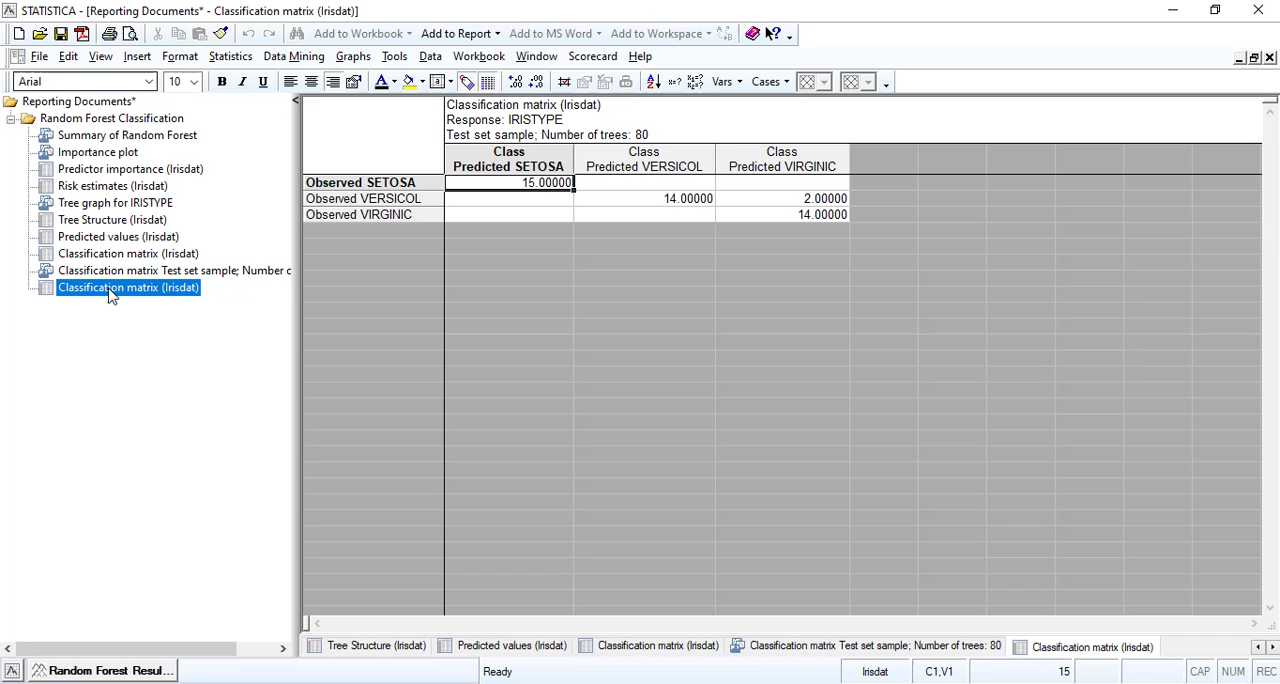 STATISTICA - [Reporting Documents* - Classification matrix (Irisdat)]
Add to Workbook Add to Report Add to MS Word Add to Workspace
File Edit View Insert Format Statistics Data Mining Graphs Tools Data Workbook Window Scorecard Help
Arial 10 B I U Vars Cases
Reporting Documents*
Random Forest Classification
Summary of Random Forest
Importance plot
Predictor importance (Irisdat)
Risk estimates (Irisdat)
Tree graph for IRISTYPE
Tree Structure (Irisdat)
Predicted values (Irisdat)
Classification matrix (Irisdat)
Classification matrix Test set sample; Number c
Classification matrix (Irisdat)
Classification matrix (Irisdat)
Response: IRISTYPE
Test set sample; Number of trees: 80
Class Class Class
Predicted SETOSA Predicted VERSICOL Predicted VIRGINIC
Observed SETOSA 15.00000
Observed VERSICOL 14.00000 2.00000
Observed VIRGINIC 14.00000
Tree Structure (Irisdat) Predicted values (Irisdat) Classification matrix (Irisdat) Classification matrix Test set sample; Number of trees: 80 Classification matrix (Irisdat)
Random Forest Resul... Ready Irisdat C1,V1 15 CAP NUM REC